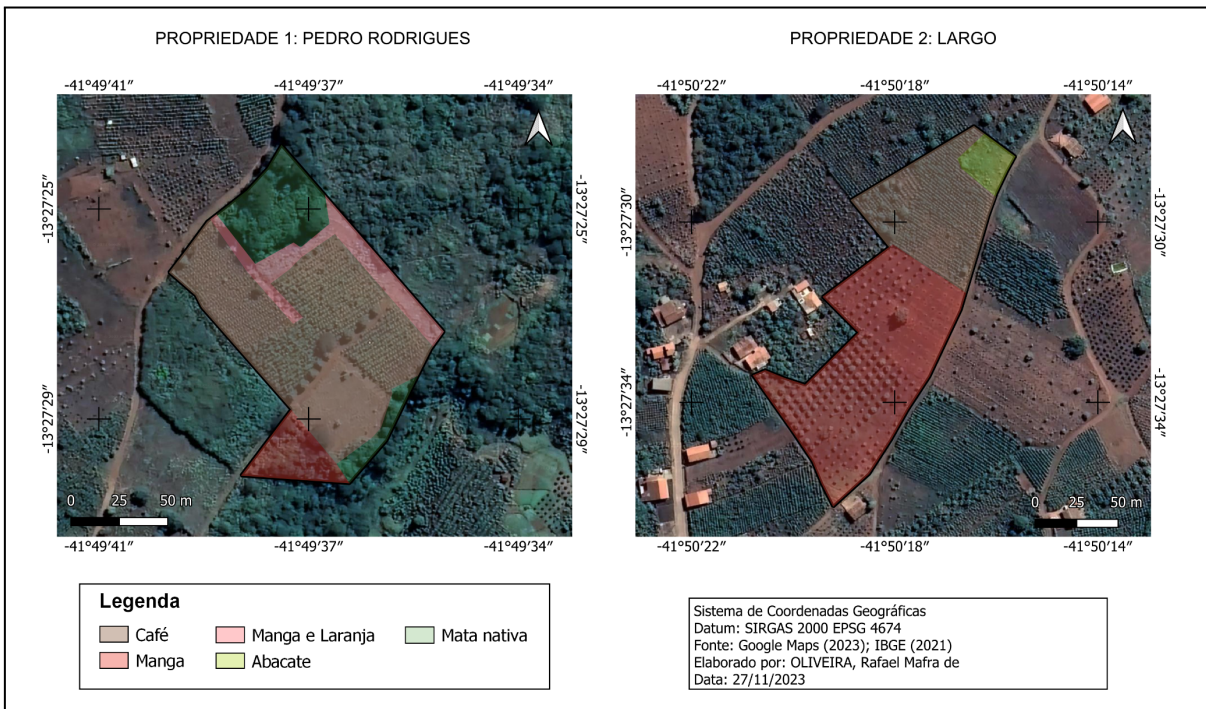 PROPRIEDADE 1: PEDRO RODRIGUES
-41°49'41″ -41°49'37″ -41°49'34″
-13°27'25″ -13°27'25″
-13°27'29″ -13°27'29″
0 25 50 m
-41°49'41″ -41°49'37″ -41°49'34″
PROPRIEDADE 2: LARGO
-41°50'22″ -41°50'18″ -41°50'14″
-13°27'30″ -13°27'30″
-13°27'34″ -13°27'34″
0 25 50 m
-41°50'22″ -41°50'18″ -41°50'14″
Legenda
Café Manga e Laranja Mata nativa
Manga Abacate
Sistema de Coordenadas Geográficas
Datum: SIRGAS 2000 EPSG 4674
Fonte: Google Maps (2023); IBGE (2021)
Elaborado por: OLIVEIRA, Rafael Mafra de
Data: 27/11/2023